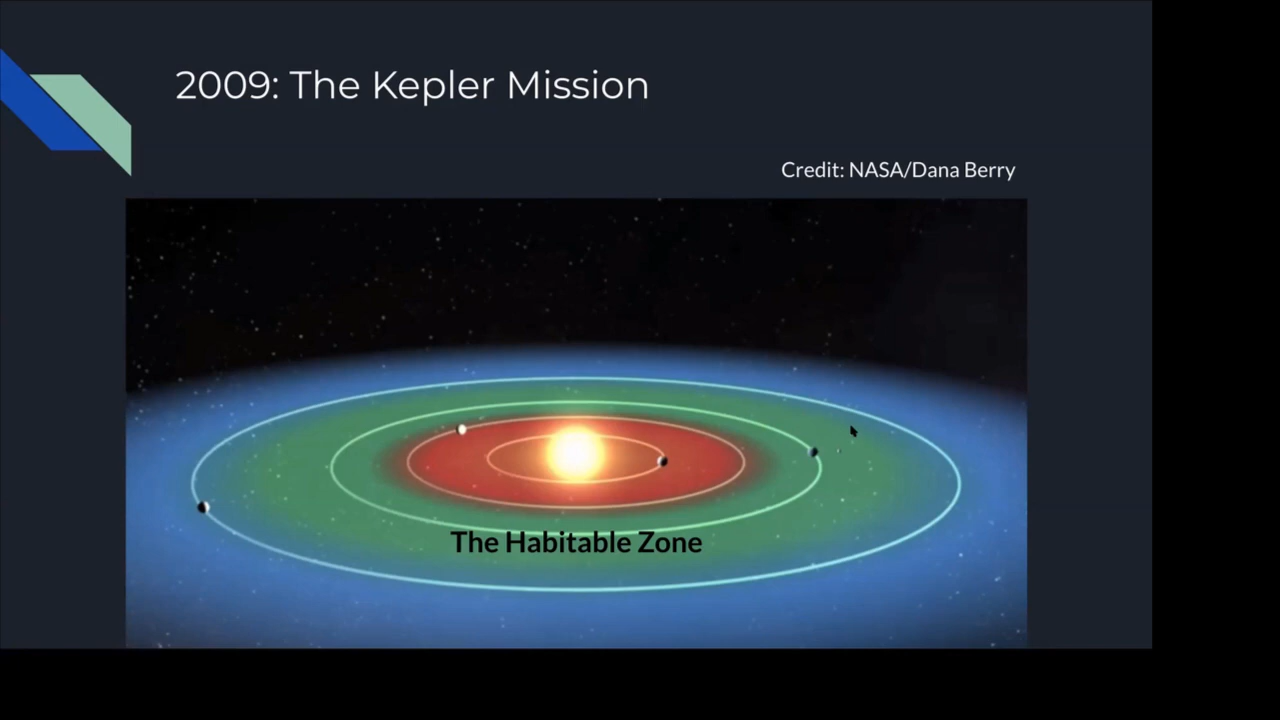 2009: The Kepler Mission
Credit: NASA/Dana Berry
The Habitable Zone